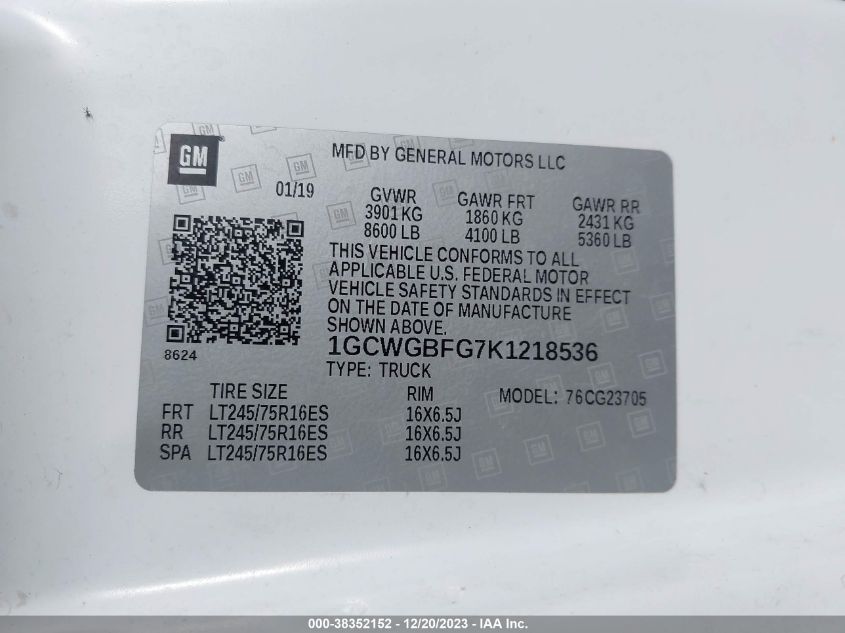 GM
MFD BY GENERAL MOTORS LLC
01/19
GVWR GAWR FRT GAWR RR
3901 KG 1860 KG 2431 KG
8600 LB 4100 LB 5360 LB
THIS VEHICLE CONFORMS TO ALL
APPLICABLE U.S. FEDERAL MOTOR
VEHICLE SAFETY STANDARDS IN EFFECT
ON THE DATE OF MANUFACTURE
SHOWN ABOVE.
8624
1GCWGBFG7K1218536
TYPE: TRUCK
TIRE SIZE RIM MODEL: 76CG23705
FRT LT245/75R16ES 16X6.5J
RR LT245/75R16ES 16X6.5J
SPA LT245/75R16ES 16X6.5J
000-38352152 - 12/20/2023 - IAA Inc.